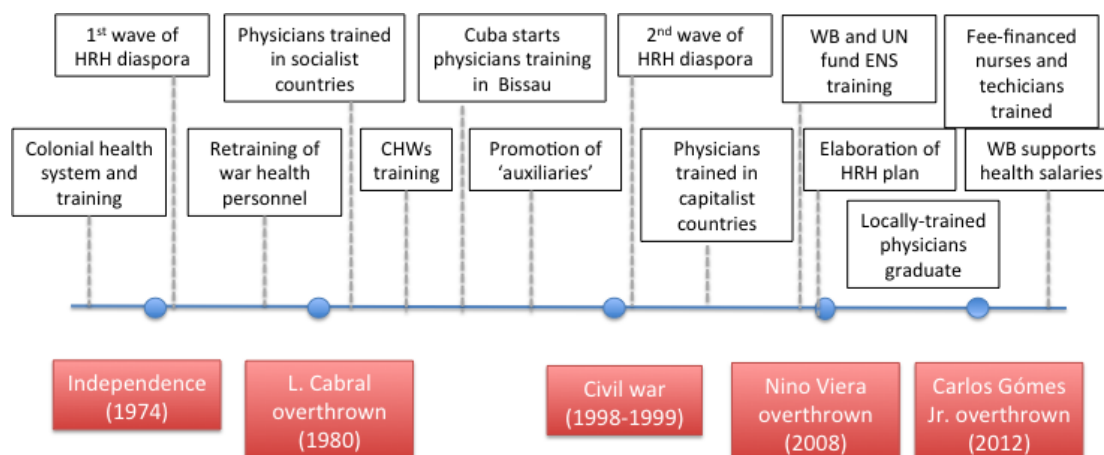 1st wave of
HRH diaspora
Physicians trained
in socialist
countries
Cuba starts
physicians training
in Bissau
2nd wave of
HRH diaspora
WB and UN
fund ENS
training
Fee-financed
nurses and
techicians
trained
Colonial health
system and
training
Retraining of
war health
personnel
CHWs
training
Promotion of
‘auxiliaries’
Physicians
trained in
capitalist
countries
Elaboration of
HRH plan
WB supports
health salaries
Locally-trained
physicians
graduate
Independence
(1974)
L. Cabral
overthrown
(1980)
Civil war
(1998-1999)
Nino Viera
overthrown
(2008)
Carlos Gómes
Jr. overthrown
(2012)